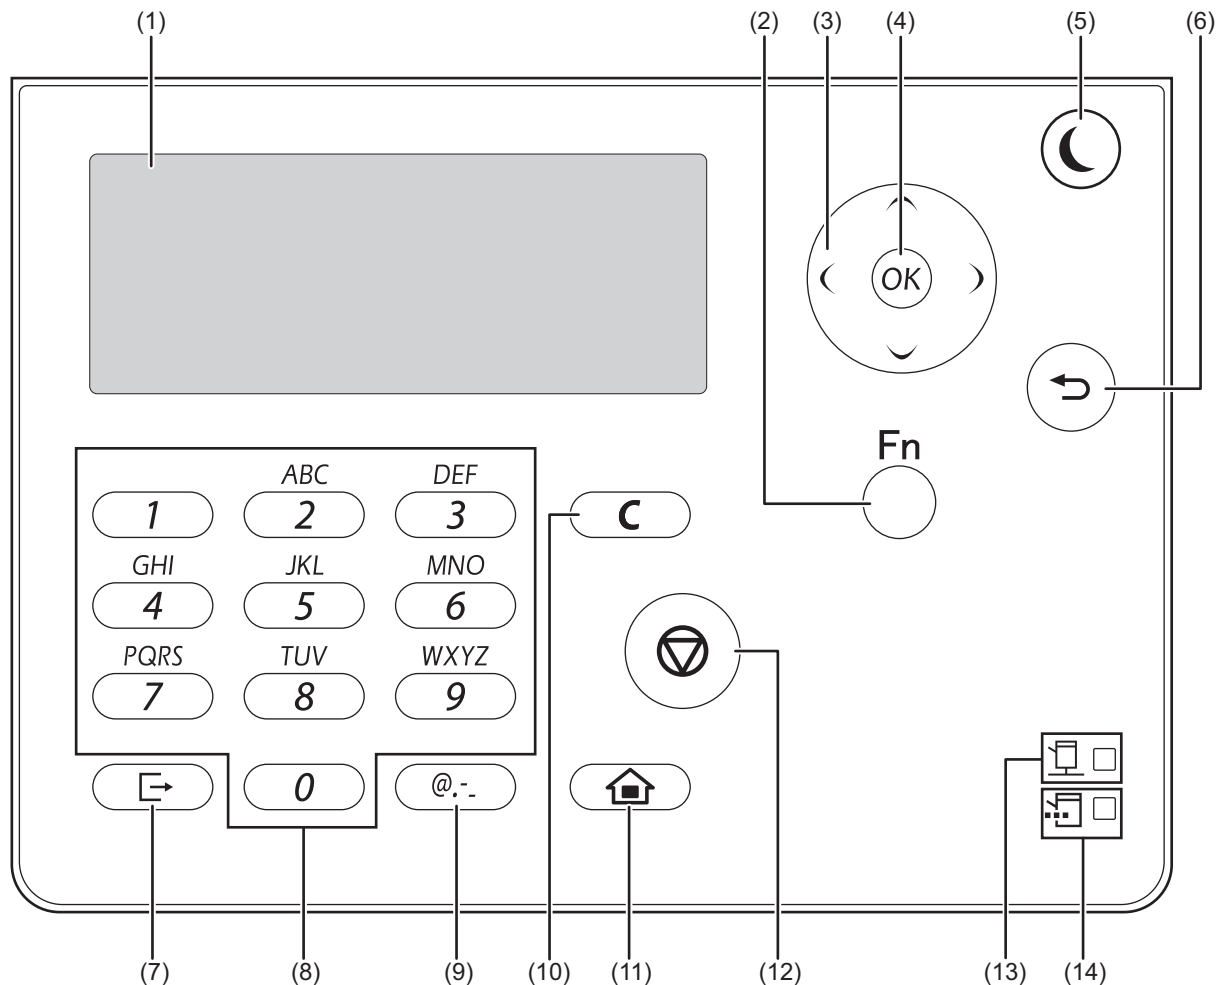 (1) (2) (3) (4) (5) (6)
OK
Fn
ABC DEF
1 2 3 C
GHI JKL MNO
4 5 6
PQRS TUV WXYZ
7 8 9
0 @.-_
(7) (8) (9) (10) (11) (12) (13) (14)